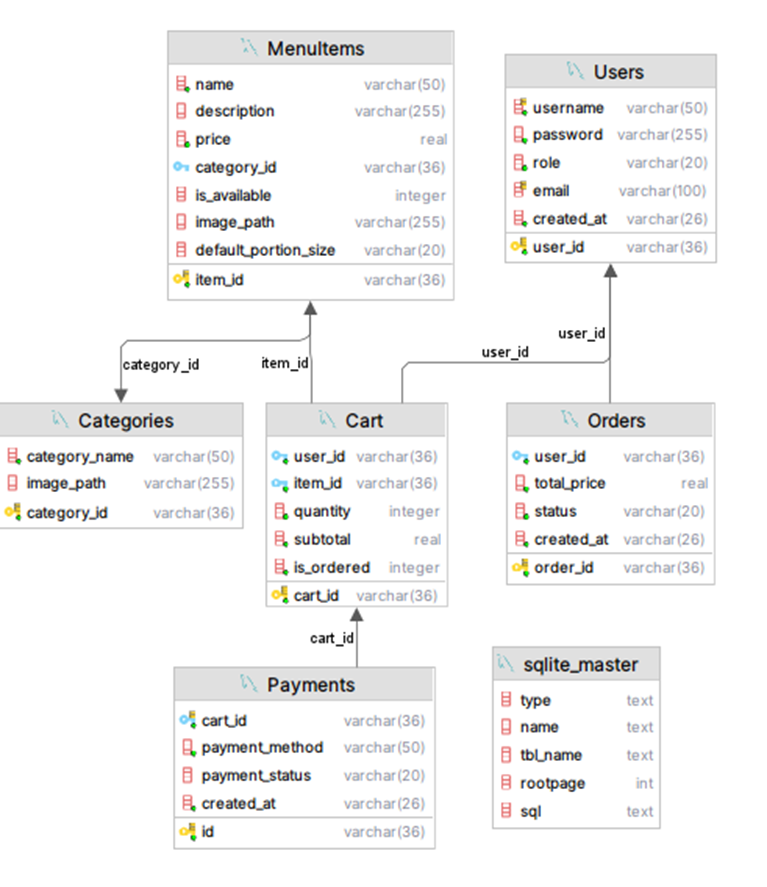 MenuItems
name varchar(50)
description varchar(255)
price real
category_id varchar(36)
is_available integer
image_path varchar(255)
default_portion_size varchar(20)
item_id varchar(36)
Users
username varchar(50)
password varchar(255)
role varchar(20)
email varchar(100)
created_at varchar(26)
user_id varchar(36)
category_id
item_id
user_id
user_id
Categories
category_name varchar(50)
image_path varchar(255)
category_id varchar(36)
Cart
user_id varchar(36)
item_id varchar(36)
quantity integer
subtotal real
is_ordered integer
cart_id varchar(36)
Orders
user_id varchar(36)
total_price real
status varchar(20)
created_at varchar(26)
order_id varchar(36)
cart_id
Payments
cart_id varchar(36)
payment_method varchar(50)
payment_status varchar(20)
created_at varchar(26)
id varchar(36)
sqlite_master
type text
name text
tbl_name text
rootpage int
sql text